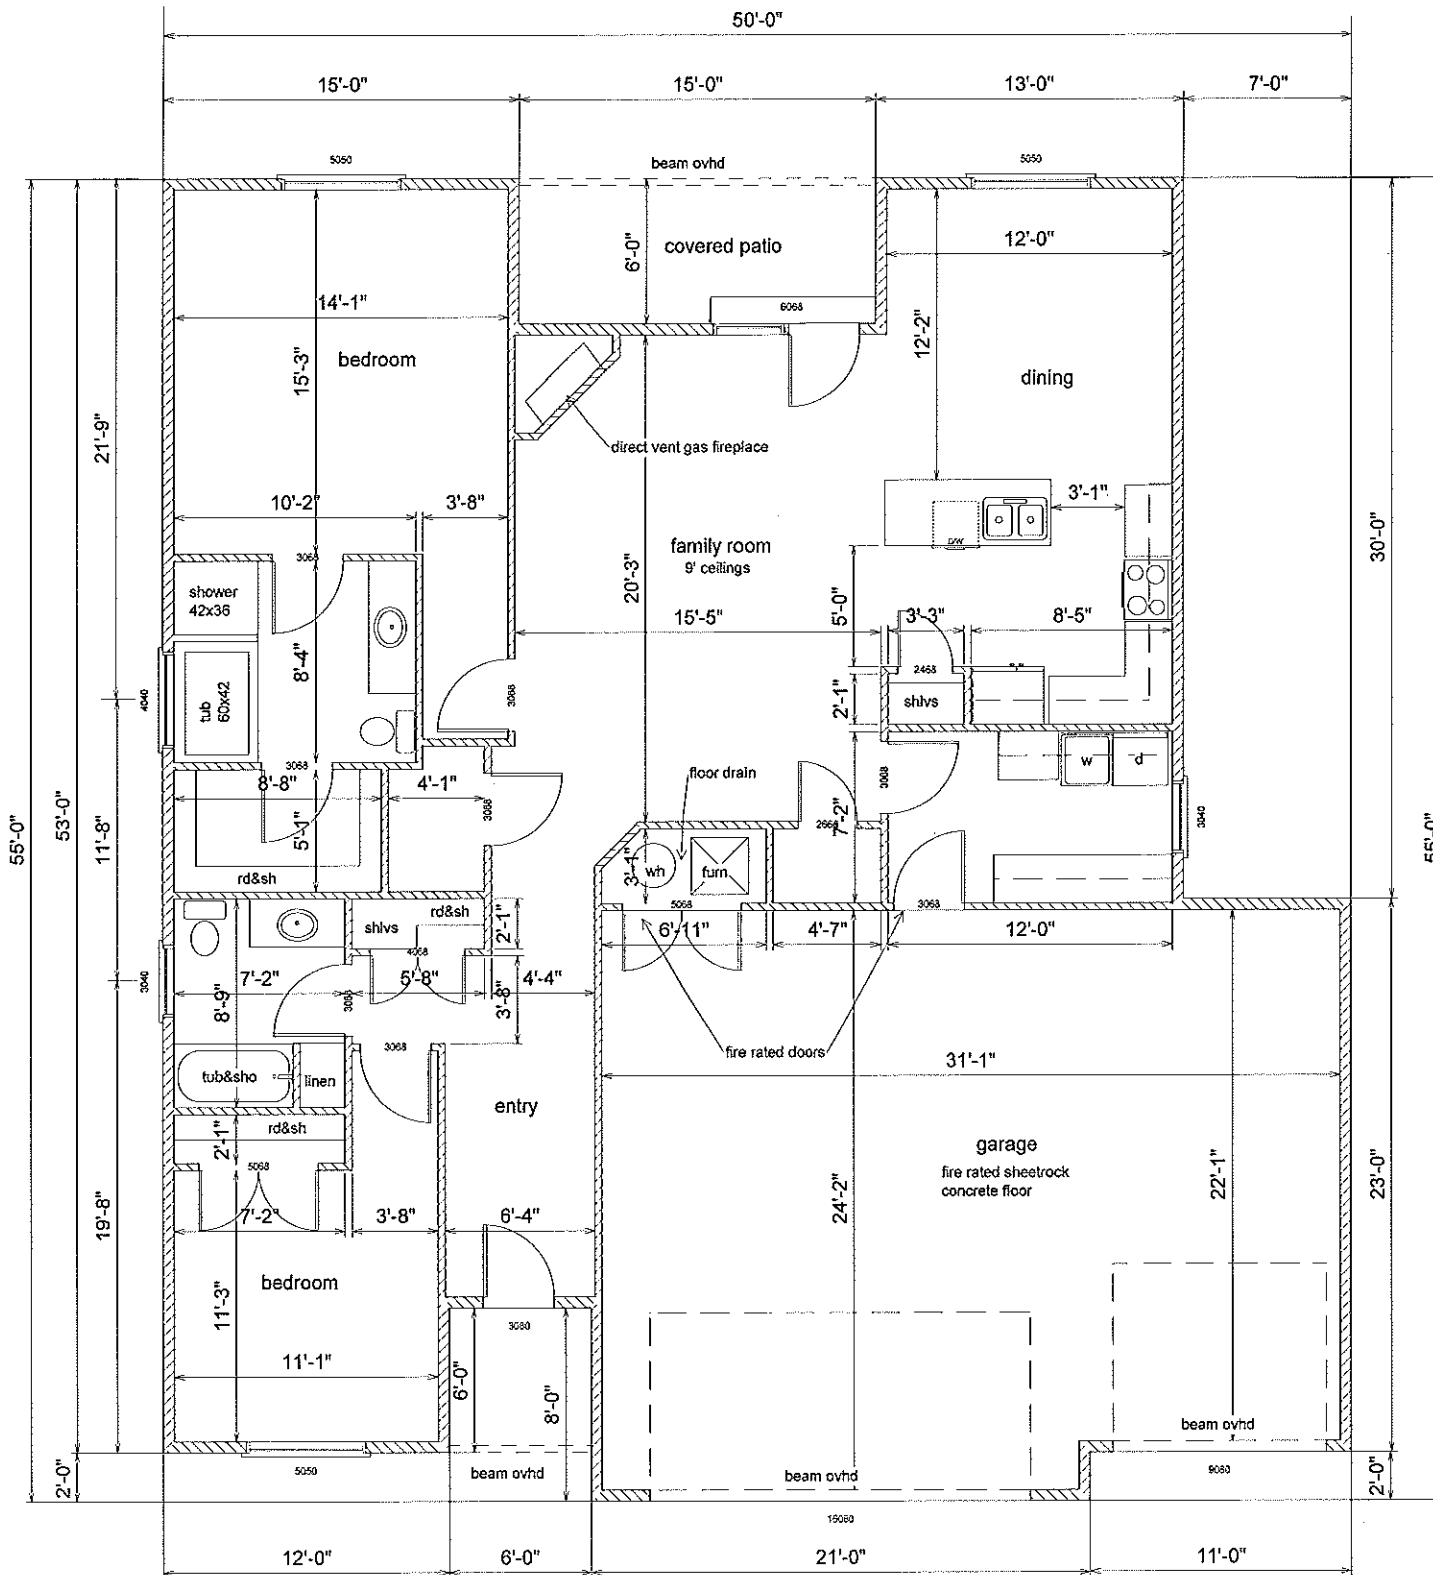 50'-0"
15'-0" 15'-0" 13'-0" 7'-0"
5050 beam ovhd 5050
6'-0" covered patio 12'-0"
6068
14'-1"
bedroom
15'-3"
12'-2"
dining
21'-9"
direct vent gas fireplace
10'-2" 3'-8"
3'-1"
D/W
30'-0"
family room
9' ceilings
20'-3"
15'-5"
5'-0"
3'-3" 8'-5"
3068
shower
42x36
8'-4"
tub
60x42
4040
3068
2468
shlvs
2'-1"
3068
8'-8" 4'-1"
5'-1"
rd&sh
3068
floor drain
w d
3068
7'-2"
3040
2668
wh furn
3'-1"
55'-0"
53'-0"
11'-8"
55'-0"
shlvs rd&sh
2'-1"
4068
5068
6'-11" 4'-7" 3068 12'-0"
7'-2" 5'-8" 4'-4"
3040
8'-9"
3068
3'-8"
3068
fire rated doors
31'-1"
tub&sho linen
entry
rd&sh
2'-1"
5068
garage
fire rated sheetrock
concrete floor
24'-2"
22'-1"
23'-0"
19'-8"
7'-2" 3'-8" 6'-4"
bedroom
11'-3"
11'-1"
3080
6'-0"
8'-0"
beam ovhd
5050 beam ovhd beam ovhd 9080
2'-0" 2'-0"
12'-0" 6'-0" 21'-0" 11'-0"